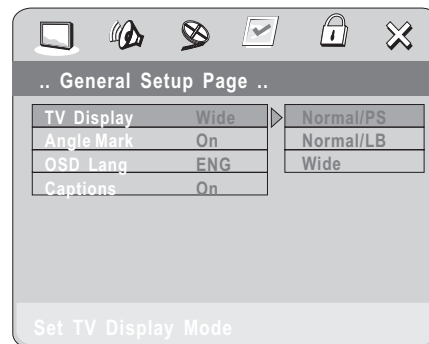 .. General Setup Page ..
TV Display Wide Normal/PS
Angle Mark On Normal/LB
OSD Lang ENG Wide
Captions On
Set TV Display Mode